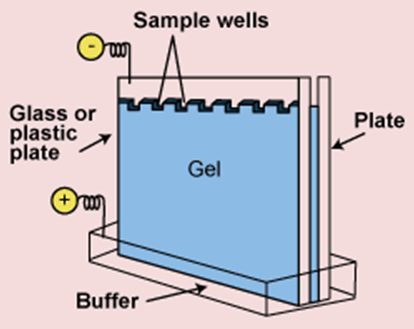 Sample wells
-
Glass or
plastic
plate
Plate
Gel
+
Buffer